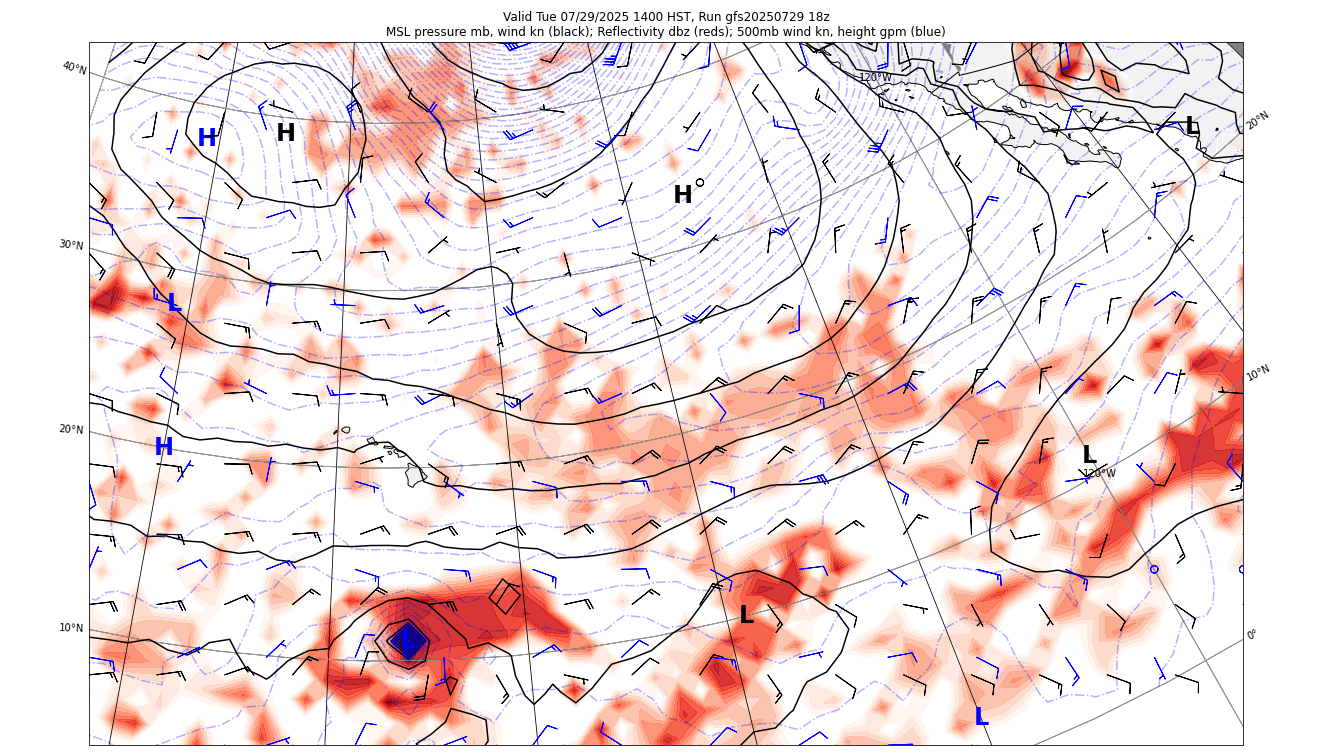 Valid Tue 07/29/2025 1400 HST, Run gfs20250729 18z
MSL pressure mb, wind kn (black); Reflectivity dbz (reds); 500mb wind kn, height gpm (blue)
40°N
120°W
20°N
L
H
H
H
30°N
L
10°N
20°N
H
L
120°W
10°N
L
0°
L
L